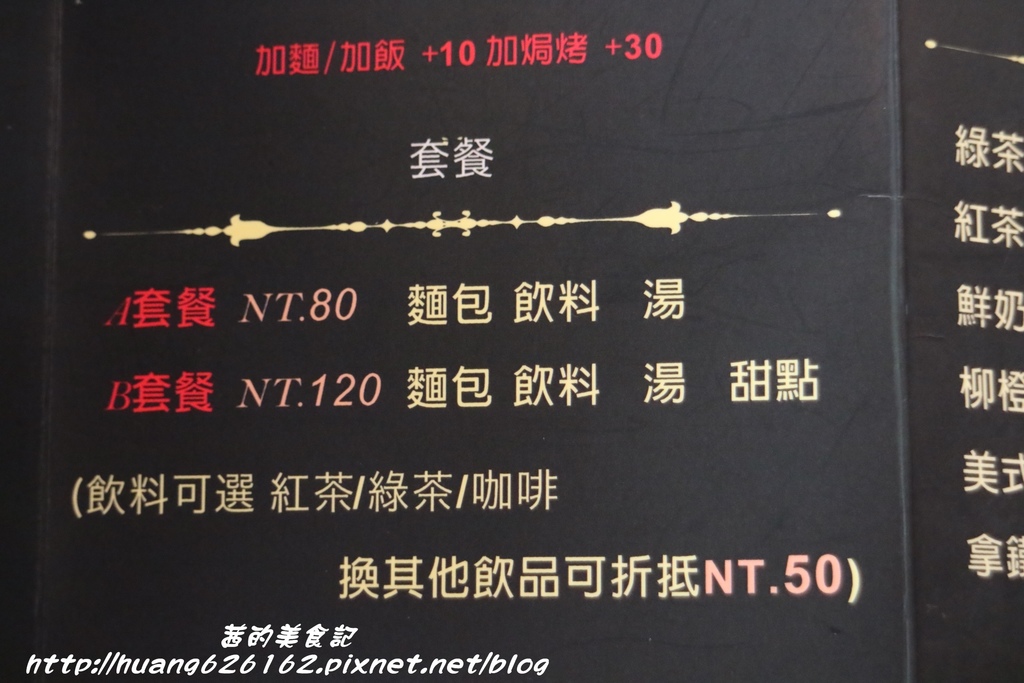 加麵/加飯 +10 加焗烤 +30
套餐
A套餐 NT.80 麵包 飲料 湯
B套餐 NT.120 麵包 飲料 湯 甜點
(飲料可選 紅茶/綠茶/咖啡
換其他飲品可折抵NT.50)
綠茶
紅茶
鮮奶
柳橙
美式
拿鐵
茜的美食記
http://huang626162.pixnet.net/blog